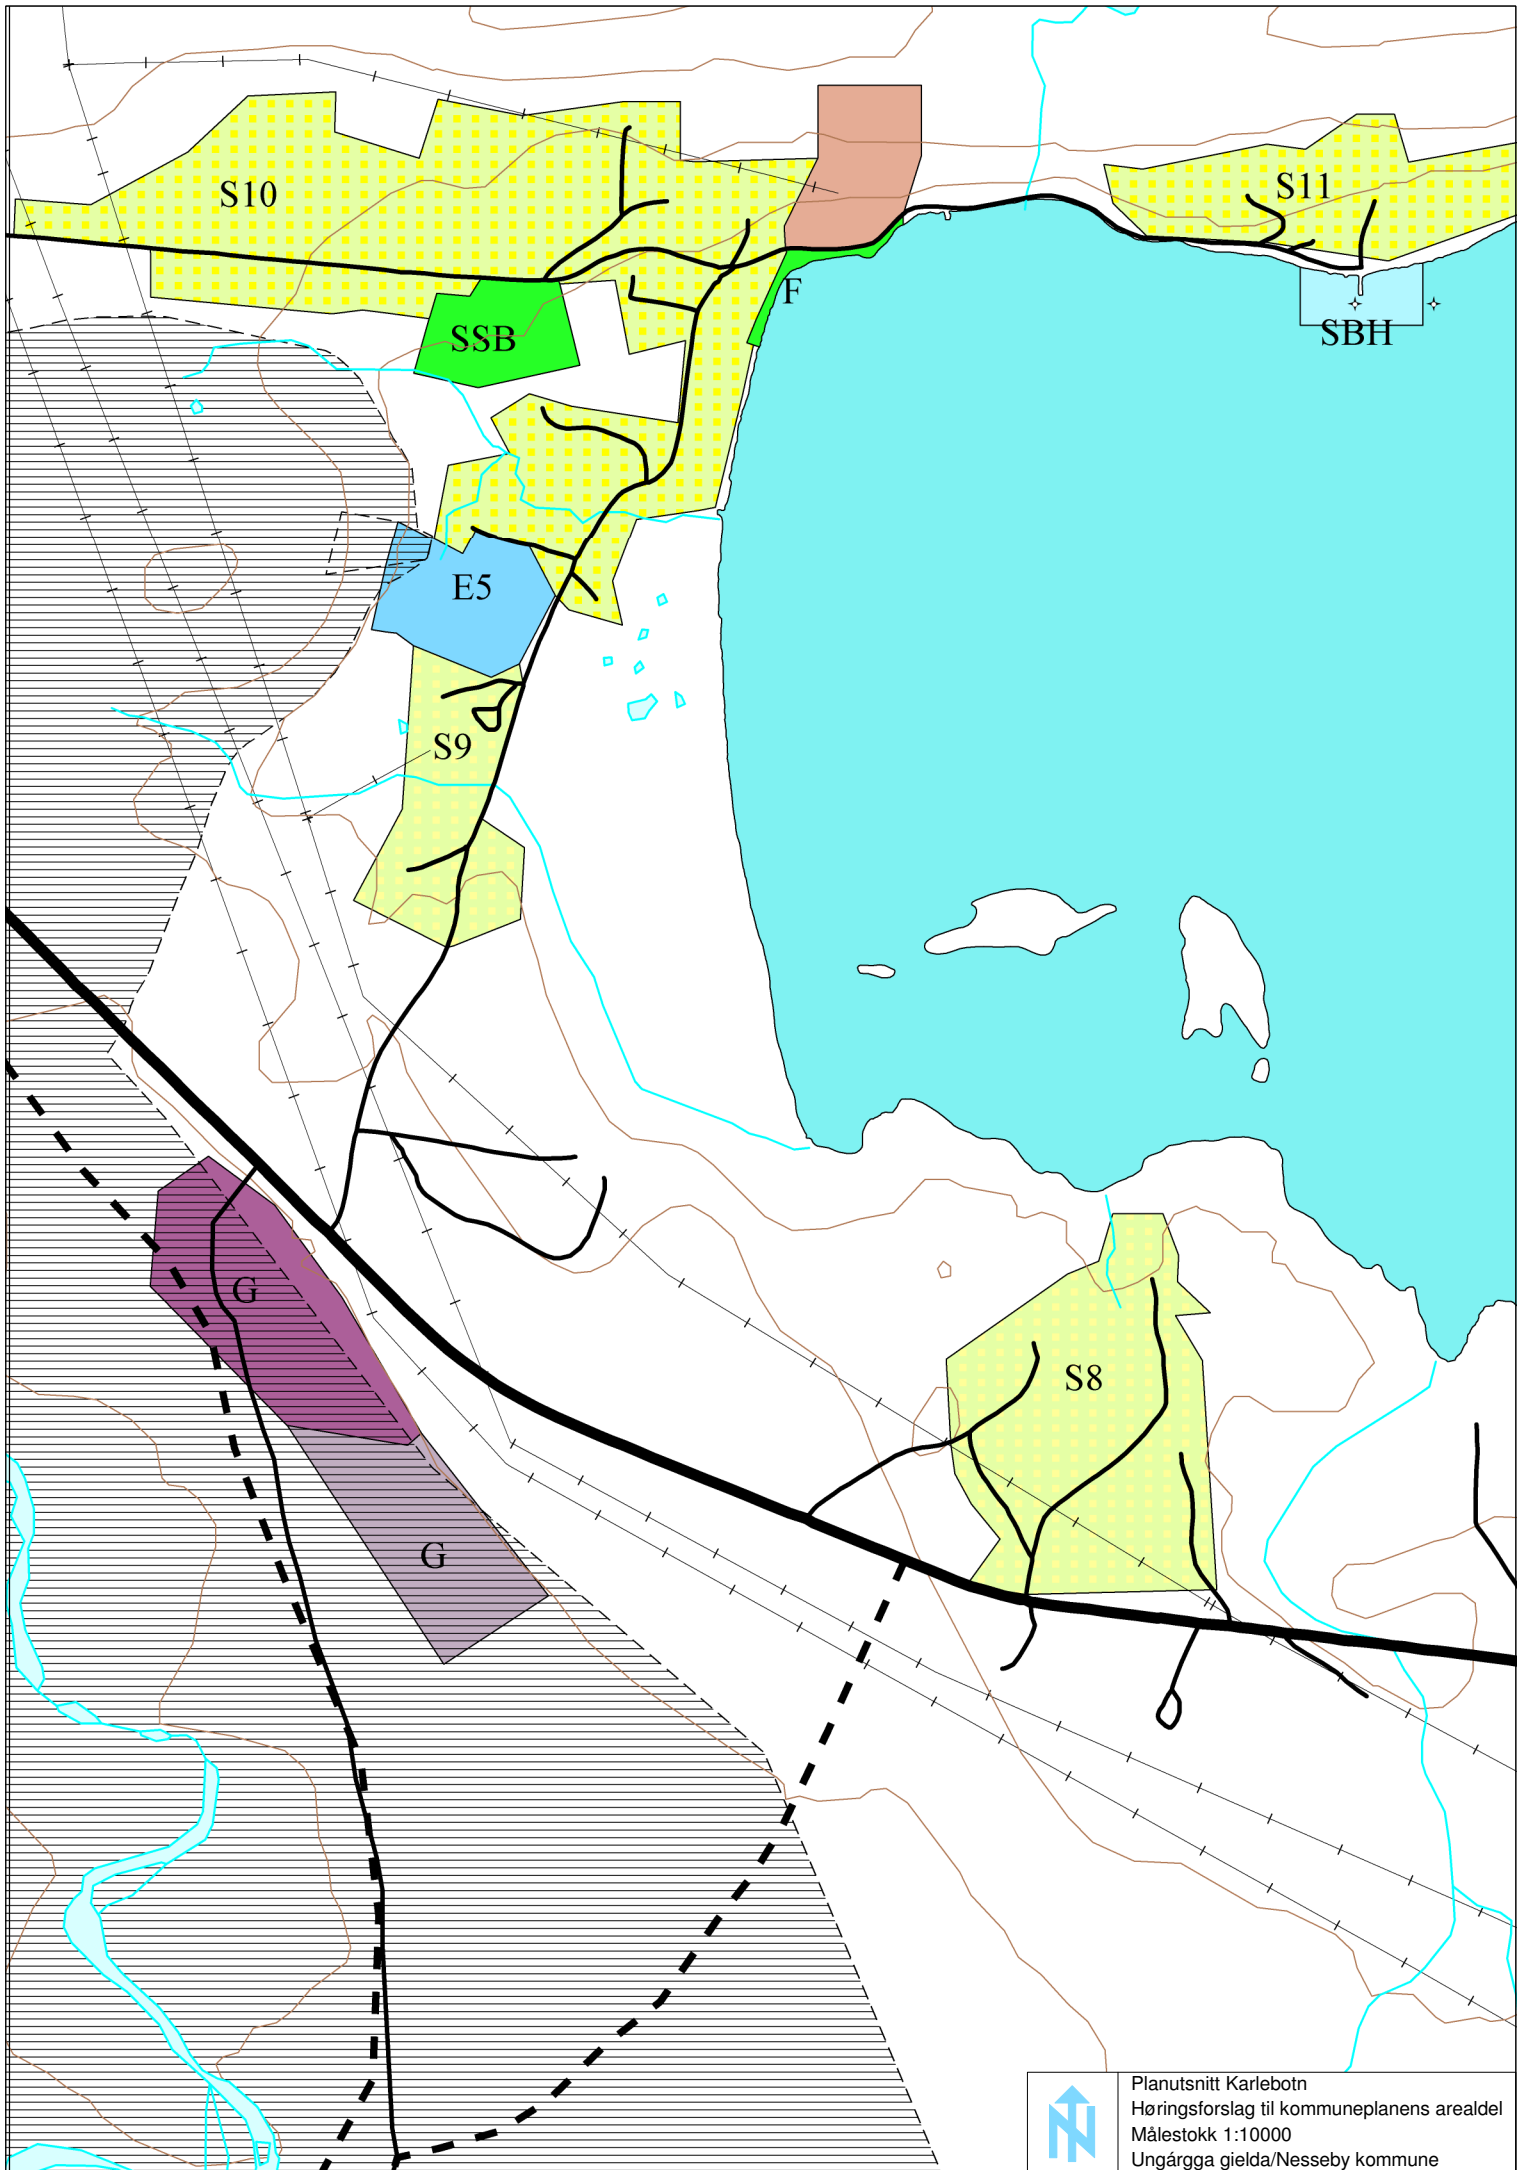 S10
S11
F
SSB
SBH
E5
S9
G
S8
G
Planutsnitt Karlebotn
Høringsforslag til kommuneplanens arealdel
Målestokk 1:10000
Ungárgga gielda/Nesseby kommune